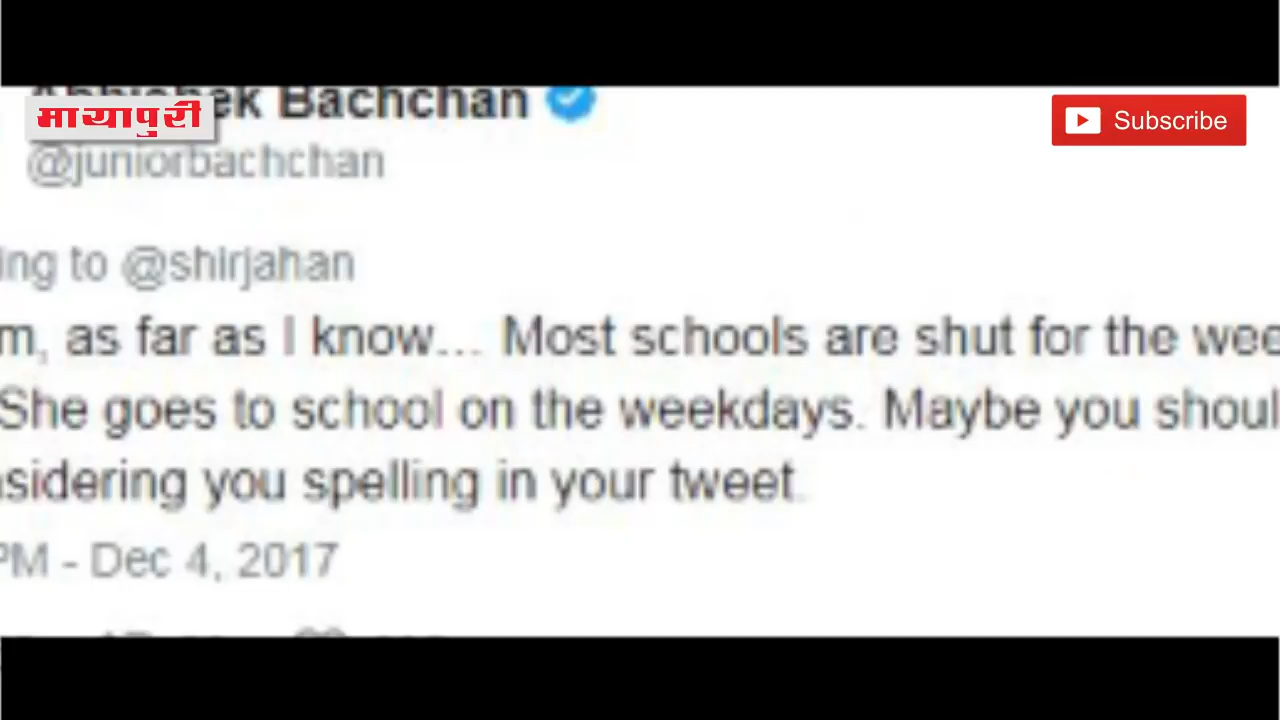 Abhishek Bachchan
मायापुरी
Subscribe
@juniorbachchan
ing to @shirjahan
m, as far as I know... Most schools are shut for the wee
She goes to school on the weekdays. Maybe you shoul
nsidering you spelling in your tweet.
PM - Dec 4, 2017